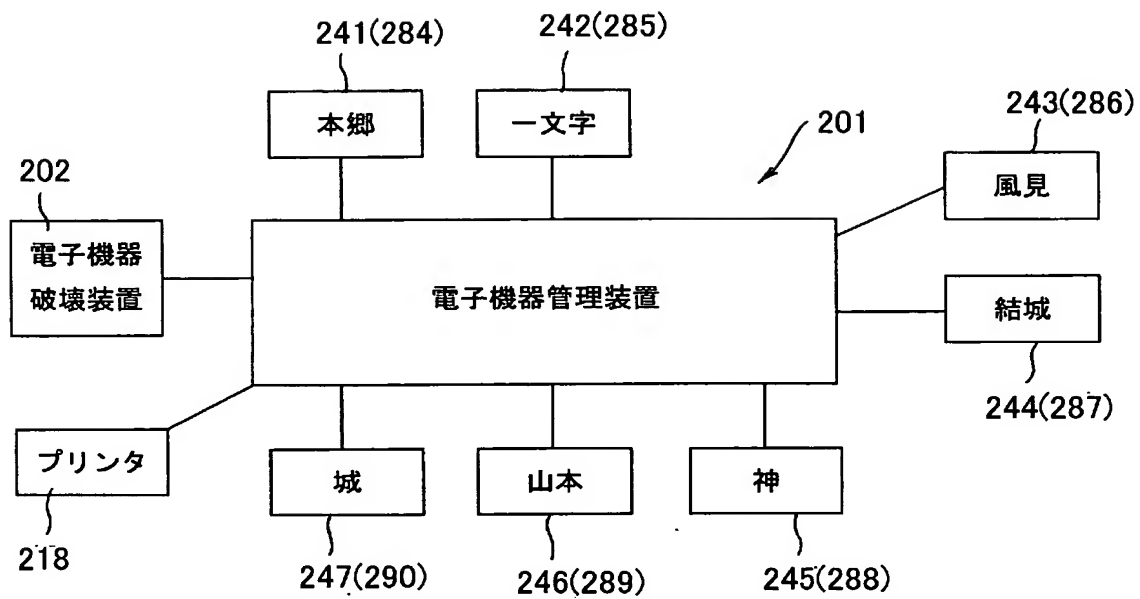 241(284)
242(285)
本郷
一文字
201
243(286)
風見
202
電子機器
破壊装置
電子機器管理装置
結城
244(287)
プリンタ
218
城
山本
神
247(290)
246(289)
245(288)